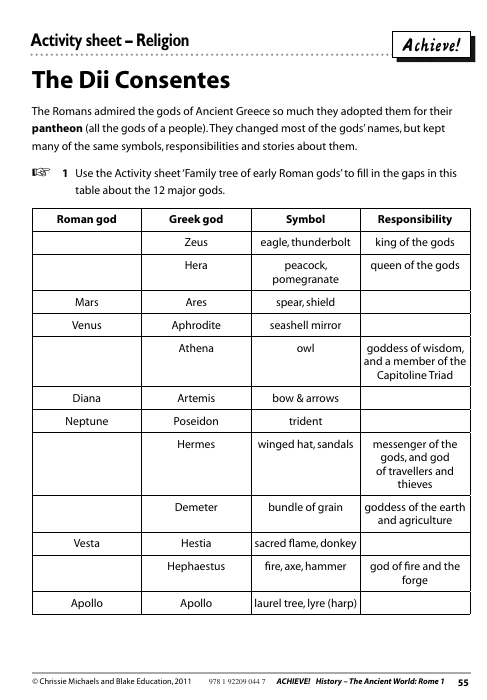 Activity sheet – Religion
Achieve!
The Dii Consentes
The Romans admired the gods of Ancient Greece so much they adopted them for their
pantheon (all the gods of a people). They changed most of the gods' names, but kept
many of the same symbols, responsibilities and stories about them.
☞ 1 Use the Activity sheet 'Family tree of early Roman gods' to fill in the gaps in this
table about the 12 major gods.
Roman god Greek god Symbol Responsibility
Zeus eagle, thunderbolt king of the gods
Hera peacock, queen of the gods
pomegranate
Mars Ares spear, shield
Venus Aphrodite seashell mirror
Athena owl goddess of wisdom,
and a member of the
Capitoline Triad
Diana Artemis bow & arrows
Neptune Poseidon trident
Hermes winged hat, sandals messenger of the
gods, and god
of travellers and
thieves
Demeter bundle of grain goddess of the earth
and agriculture
Vesta Hestia sacred flame, donkey
Hephaestus fire, axe, hammer god of fire and the
forge
Apollo Apollo laurel tree, lyre (harp)
© Chrissie Michaels and Blake Education, 2011 978 1 92209 044 7 ACHIEVE! History – The Ancient World: Rome 1 55